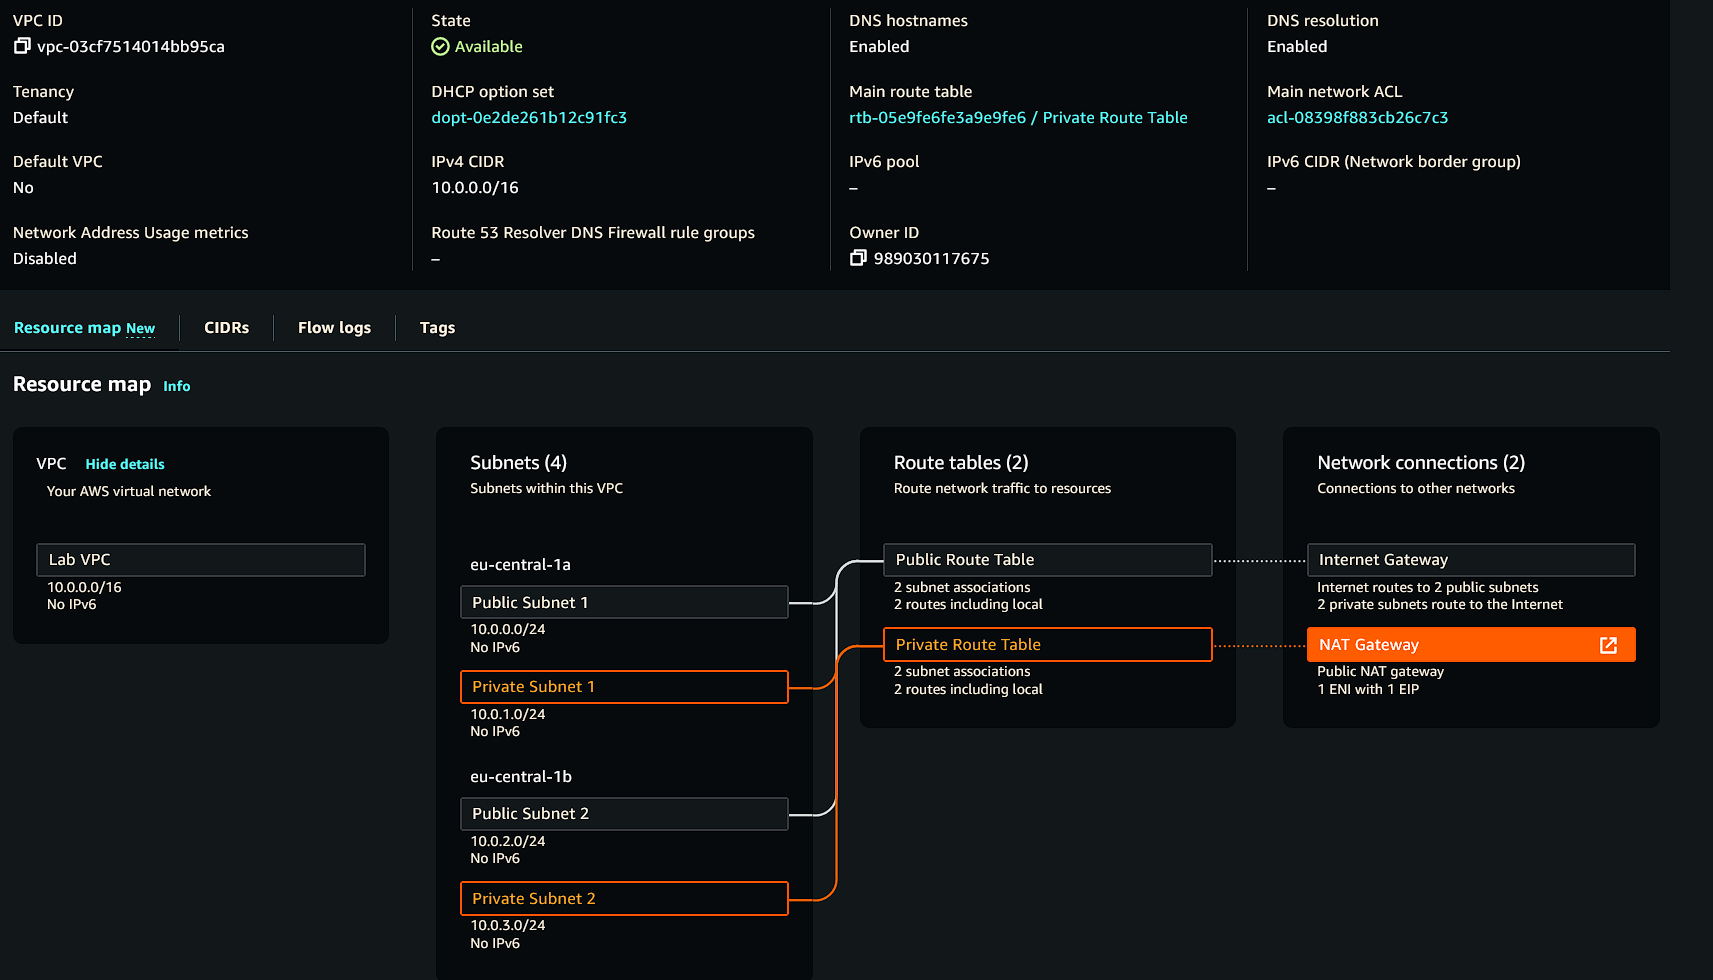 VPC ID
vpc-03cf7514014bb95ca
State
Available
DNS hostnames
Enabled
DNS resolution
Enabled
Tenancy
Default
DHCP option set
dopt-0e2de261b12c91fc3
Main route table
rtb-05e9fe6fe3a9e9fe6 / Private Route Table
Main network ACL
acl-08398f883cb26c7c3
Default VPC
No
IPv4 CIDR
10.0.0.0/16
IPv6 pool
–
IPv6 CIDR (Network border group)
–
Network Address Usage metrics
Disabled
Route 53 Resolver DNS Firewall rule groups
–
Owner ID
989030117675
Resource map New
CIDRs
Flow logs
Tags
Resource map Info
VPC Hide details
Your AWS virtual network
Lab VPC
10.0.0.0/16
No IPv6
Subnets (4)
Subnets within this VPC
eu-central-1a
Public Subnet 1
10.0.0.0/24
No IPv6
Private Subnet 1
10.0.1.0/24
No IPv6
eu-central-1b
Public Subnet 2
10.0.2.0/24
No IPv6
Private Subnet 2
10.0.3.0/24
No IPv6
Route tables (2)
Route network traffic to resources
Public Route Table
2 subnet associations
2 routes including local
Private Route Table
2 subnet associations
2 routes including local
Network connections (2)
Connections to other networks
Internet Gateway
Internet routes to 2 public subnets
2 private subnets route to the Internet
NAT Gateway
Public NAT gateway
1 ENI with 1 EIP